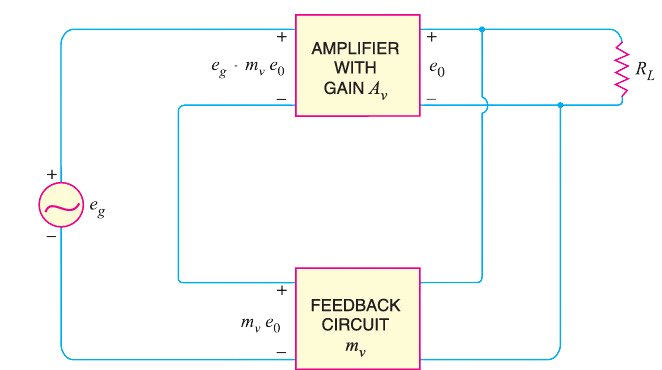 +
+
AMPLIFIER
WITH
GAIN A_v
e_g · m_v e_0
e_0
R_L
−
−
+
e_g
−
+
FEEDBACK
CIRCUIT
m_v
m_v e_0
−